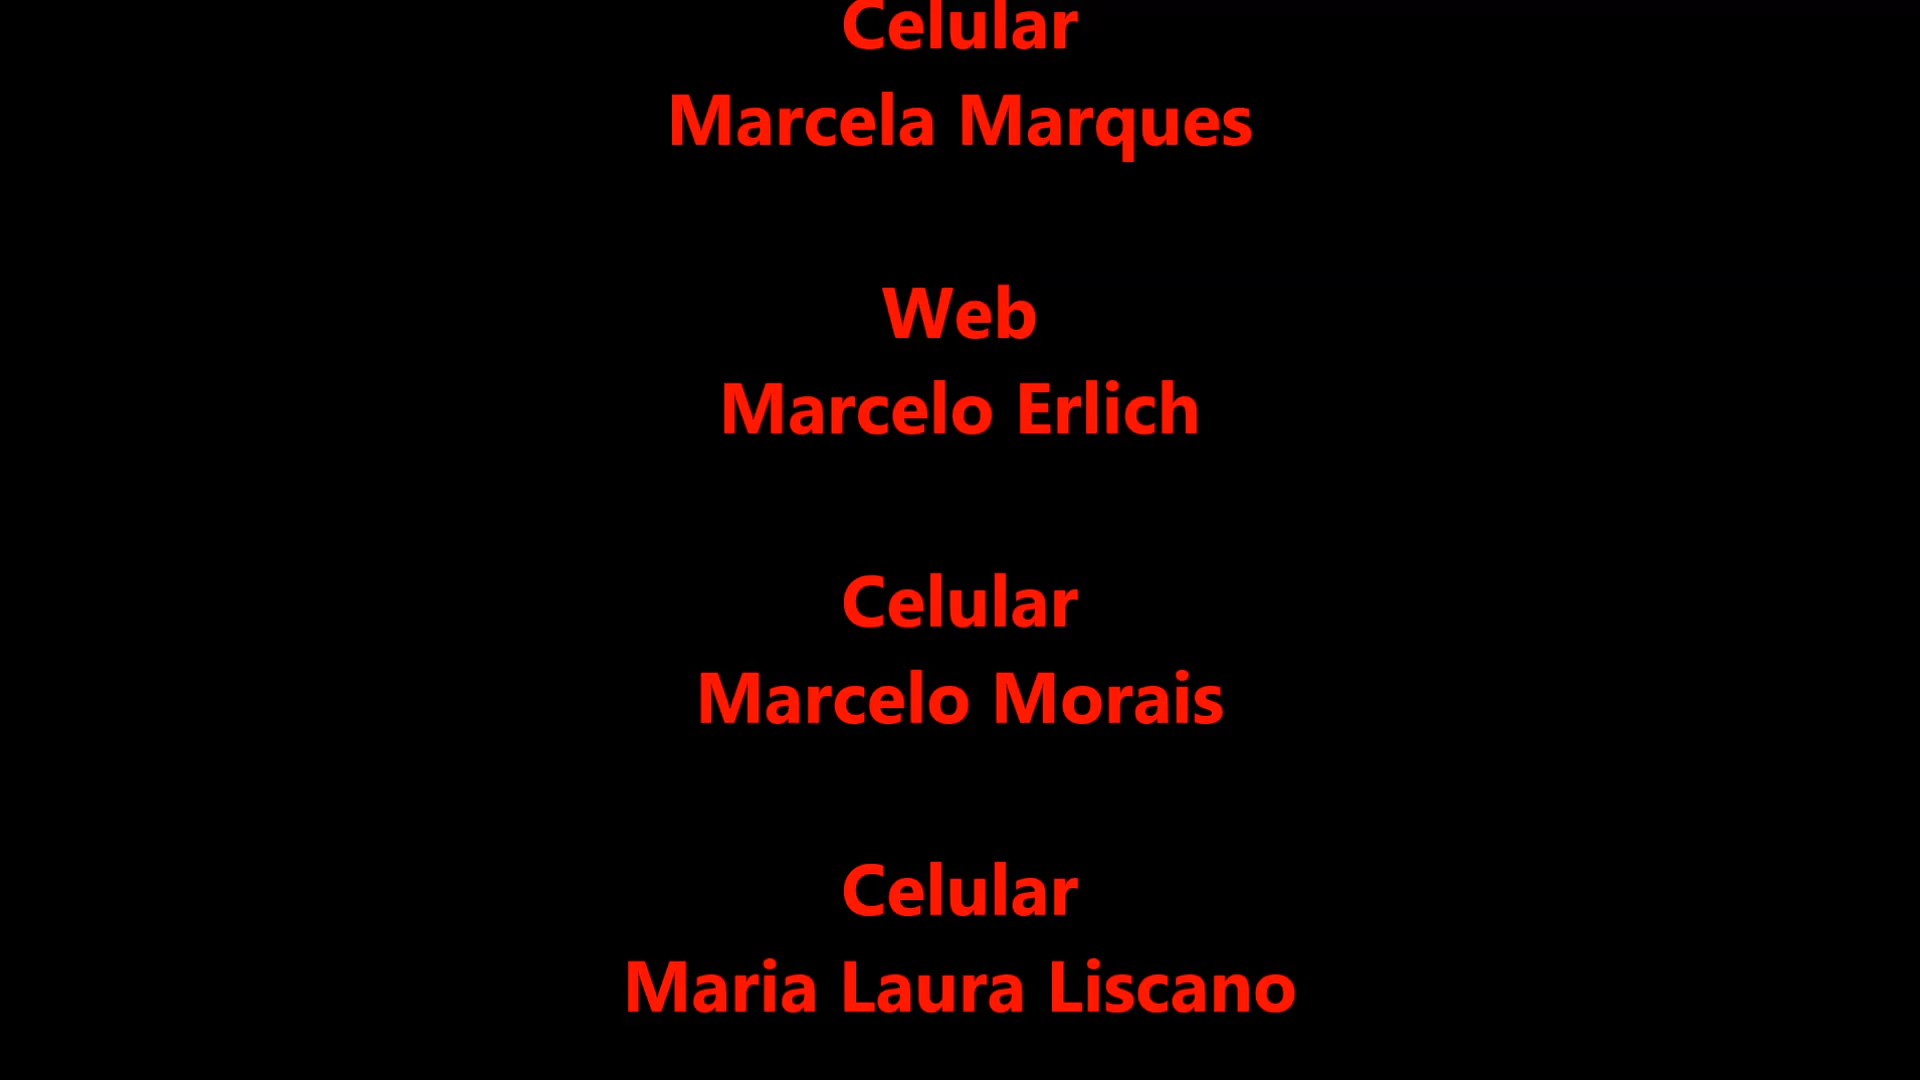 Celular
Marcela Marques
Web
Marcelo Erlich
Celular
Marcelo Morais
Celular
Maria Laura Liscano